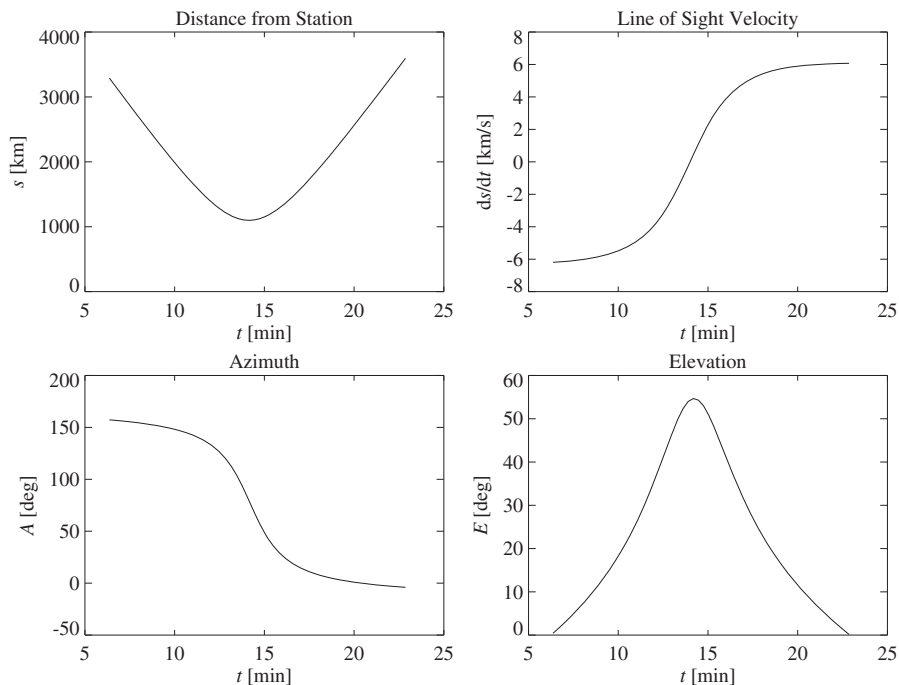 Distance from Station
4000
3000
2000
1000
0
s [km]
5 10 15 20 25
t [min]
Line of Sight Velocity
8
6
4
2
0
-2
-4
-6
-8
ds/dt [km/s]
5 10 15 20 25
t [min]
Azimuth
200
150
100
50
0
-50
A [deg]
5 10 15 20 25
t [min]
Elevation
60
50
40
30
20
10
0
E [deg]
5 10 15 20 25
t [min]